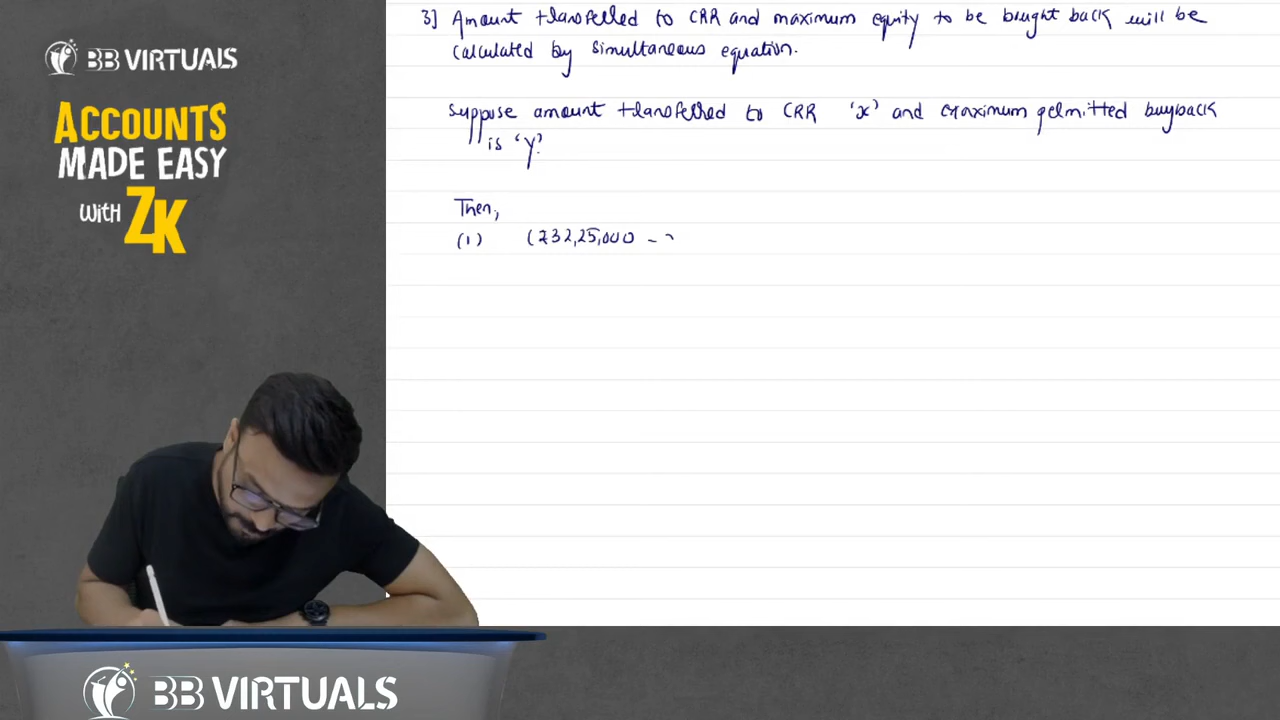 BB VIRTUALS
ACCOUNTS
MADE EASY
with ZK
3] Amount transferred to CRR and maximum equity to be bought back will be
calculated by simultaneous equation.
Suppose amount transferred to CRR 'x' and maximum permitted buyback
is 'y'.
Then,
(1) (232,25,000 -
BB VIRTUALS